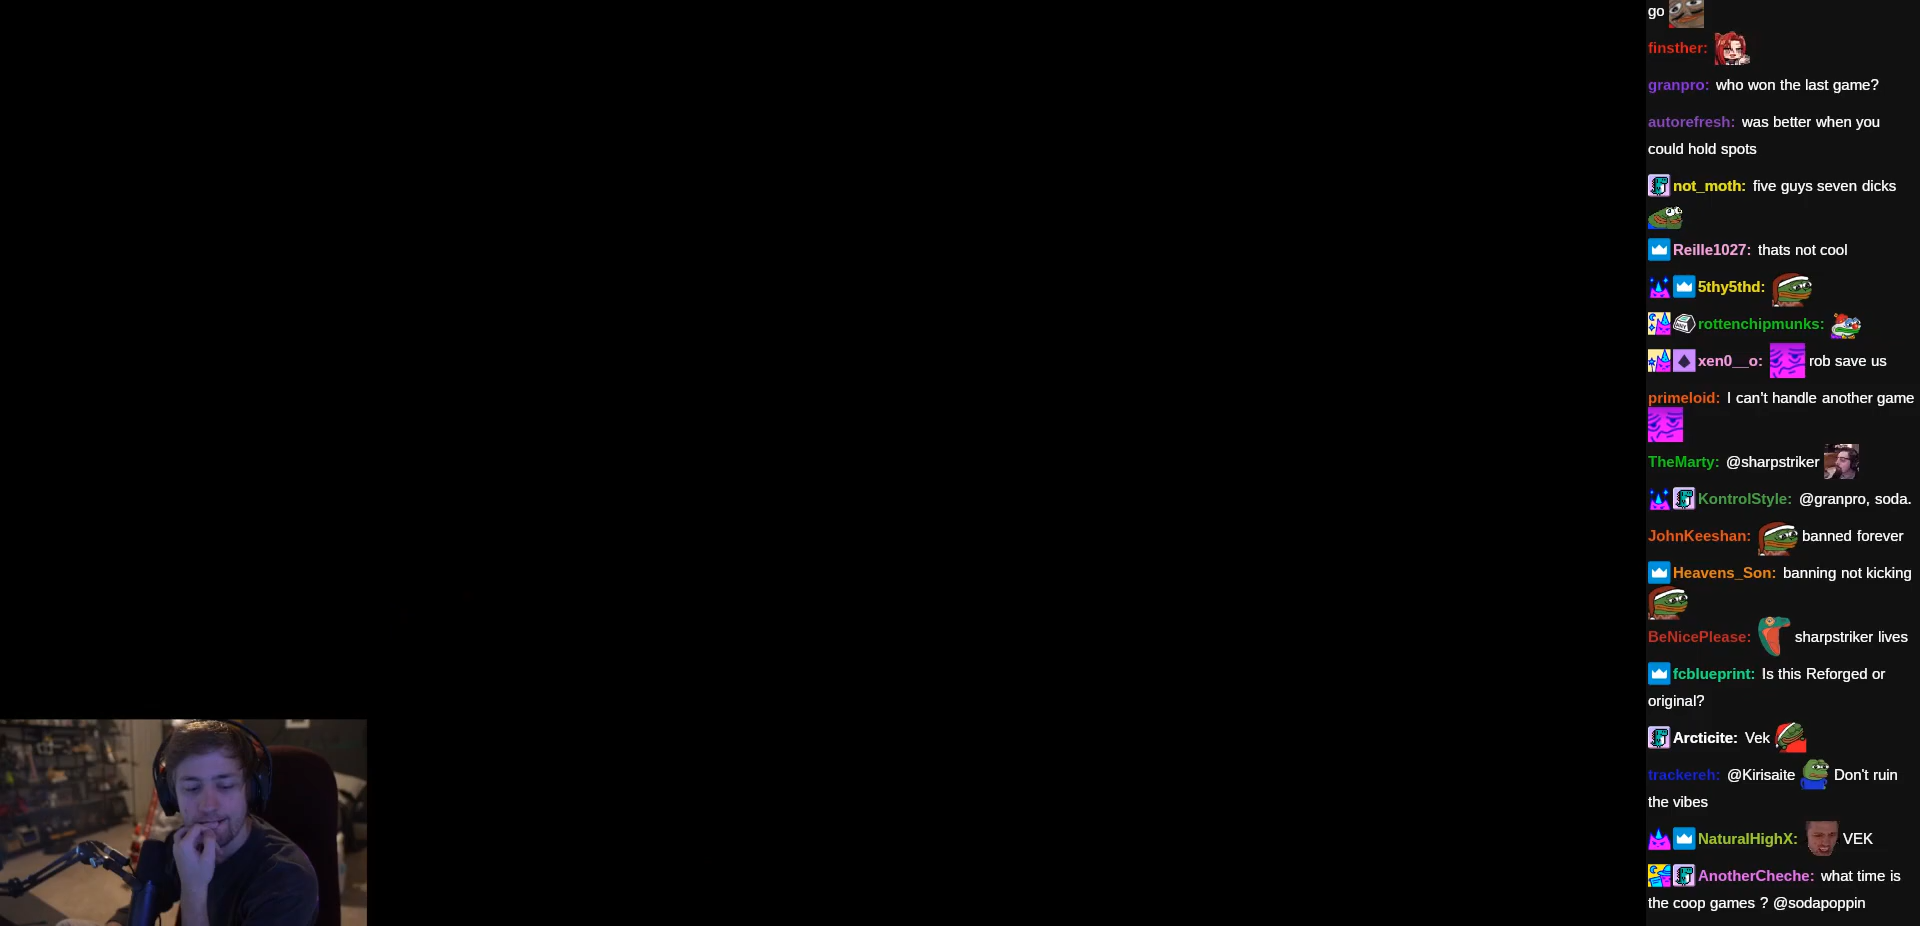 go
finsther:
granpro: who won the last game?
autorefresh: was better when you
could hold spots
not_moth: five guys seven dicks
Reille1027: thats not cool
5thy5thd:
rottenchipmunks:
xen0__o: rob save us
primeloid: I can't handle another game
TheMarty: @sharpstriker
KontrolStyle: @granpro, soda.
JohnKeeshan: banned forever
Heavens_Son: banning not kicking
BeNicePlease: sharpstriker lives
fcblueprint: Is this Reforged or
original?
Arcticite: Vek
trackereh: @Kirisaite Don't ruin
the vibes
NaturalHighX: VEK
AnotherCheche: what time is
the coop games ? @sodapoppin